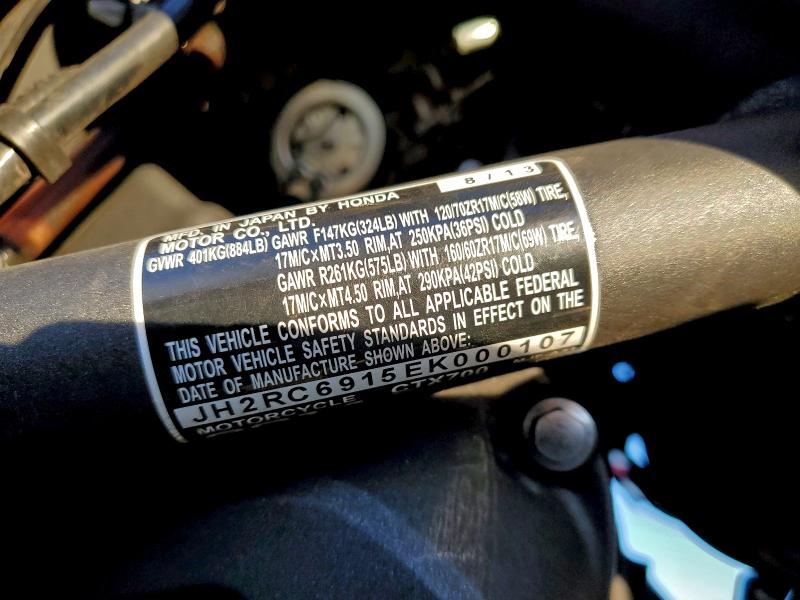 MFD. IN JAPAN BY HONDA 8/13
MOTOR CO., LTD.
GVWR 401KG(884LB) GAWR F147KG(324LB) WITH 120/70ZR17M/C(58W) TIRE,
17M/C×MT3.50 RIM,AT 250KPA(36PSI) COLD
GAWR R261KG(575LB) WITH 160/60ZR17M/C(69W) TIRE,
17M/C×MT4.50 RIM,AT 290KPA(42PSI) COLD
THIS VEHICLE CONFORMS TO ALL APPLICABLE FEDERAL
MOTOR VEHICLE SAFETY STANDARDS IN EFFECT ON THE
DATE OF MANUFACTURE SHOWN ABOVE:
JH2RC6915EK000107
MOTORCYCLE CTX700